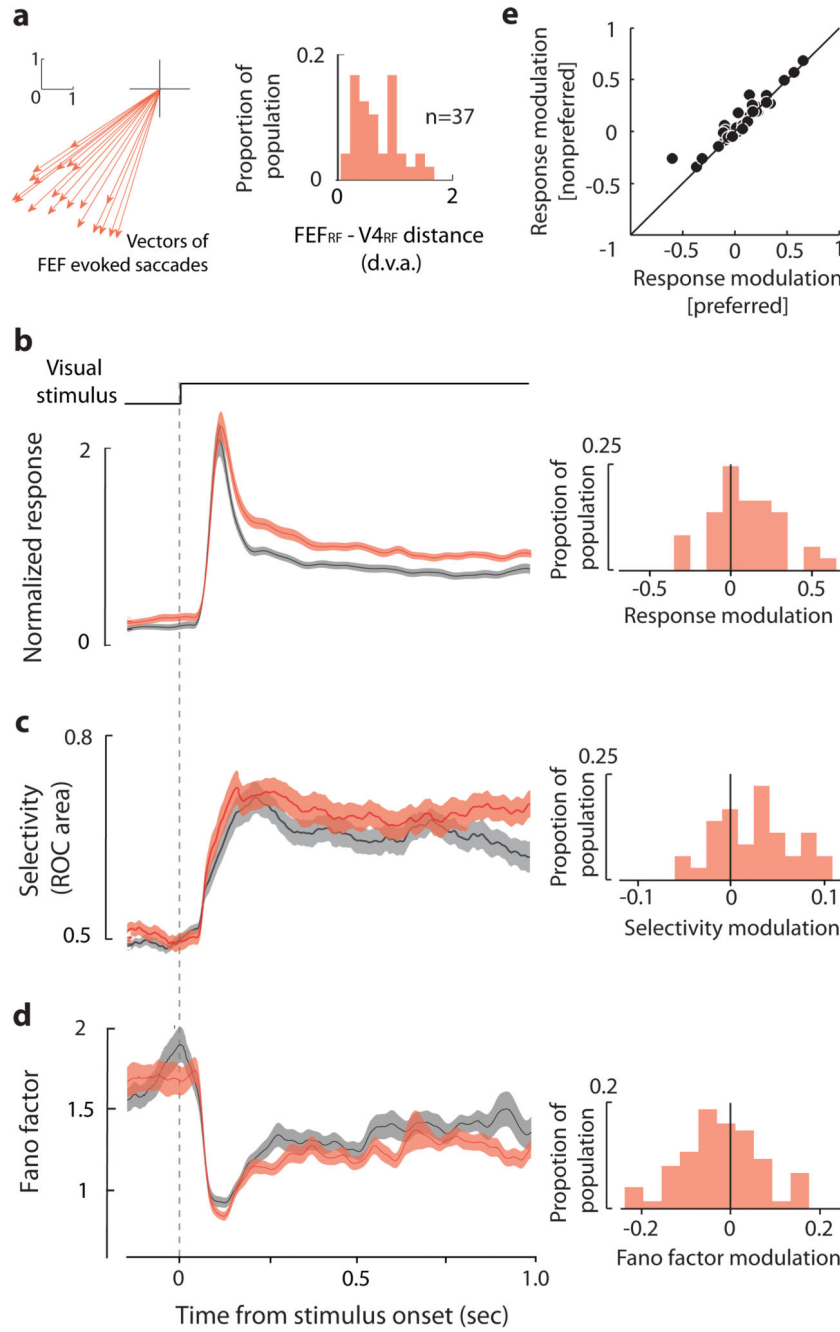 a
1
0
1
Vectors of
FEF evoked saccades
Proportion of
population
0.2
0
n=37
0
2
FEFRF - V4RF distance
(d.v.a.)
e
Response modulation
[nonpreferred]
1
0.5
0
-0.5
-1
-0.5
0
0.5
1
Response modulation
[preferred]
b
Visual
stimulus
Normalized response
2
0
Propotion of
population
0.25
-0.5
0
0.5
Response modulation
c
Selectivity
(ROC area)
0.8
0.5
Propotion of
population
0.25
-0.1
0
0.1
Selectivity modulation
d
Fano factor
2
1.5
1
0
0.5
1.0
Time from stimulus onset (sec)
Propotion of
population
0.2
-0.2
0
0.2
Fano factor modulation